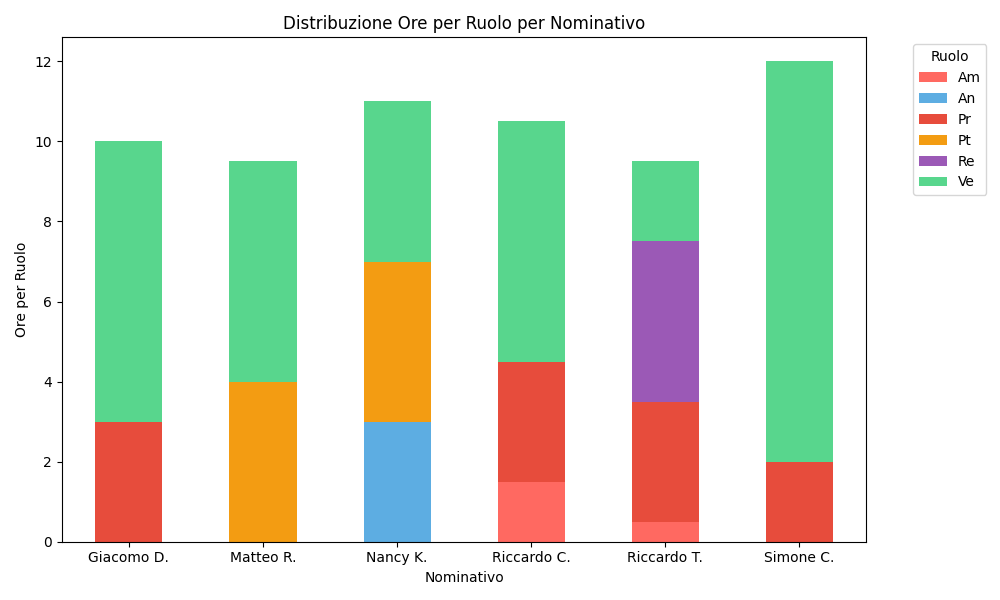 Distribuzione Ore per Ruolo per Nominativo
Ruolo
Am
An
Pr
Pt
Re
Ve
Ore per Ruolo
12
10
8
6
4
2
0
Giacomo D. Matteo R. Nancy K. Riccardo C. Riccardo T. Simone C.
Nominativo